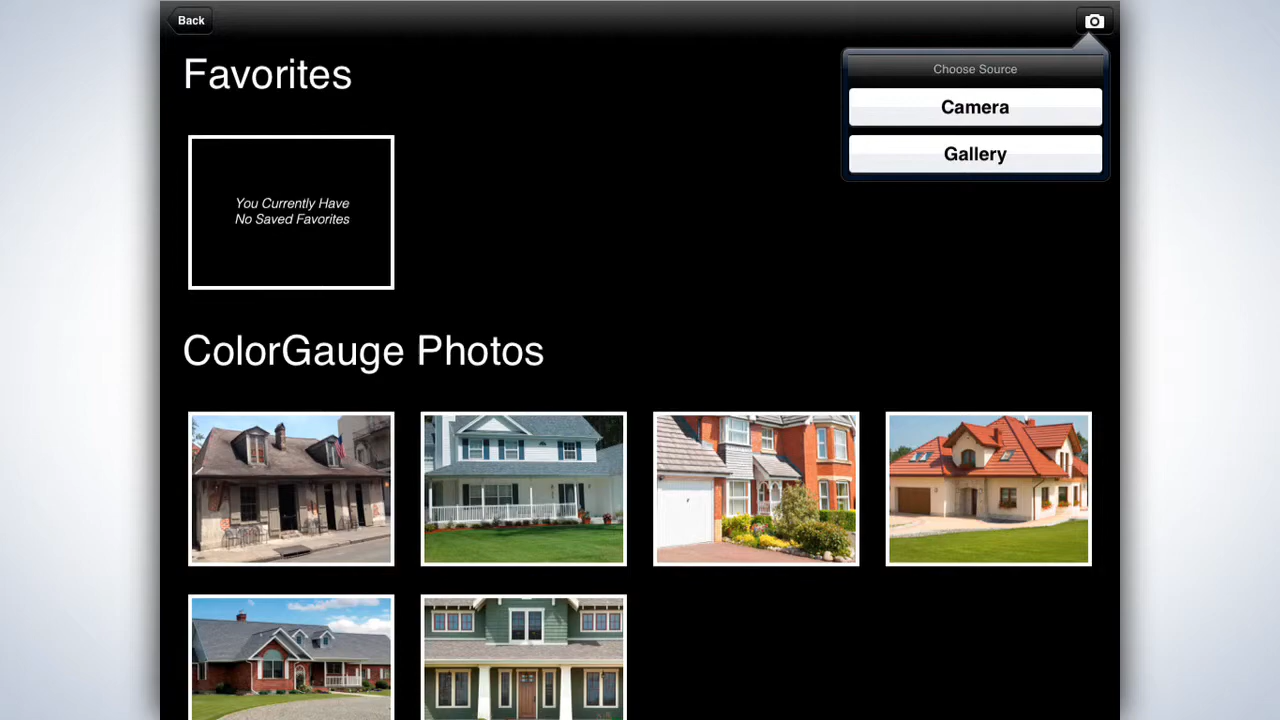 Back
Favorites
Choose Source
Camera
Gallery
You Currently Have
No Saved Favorites
ColorGauge Photos